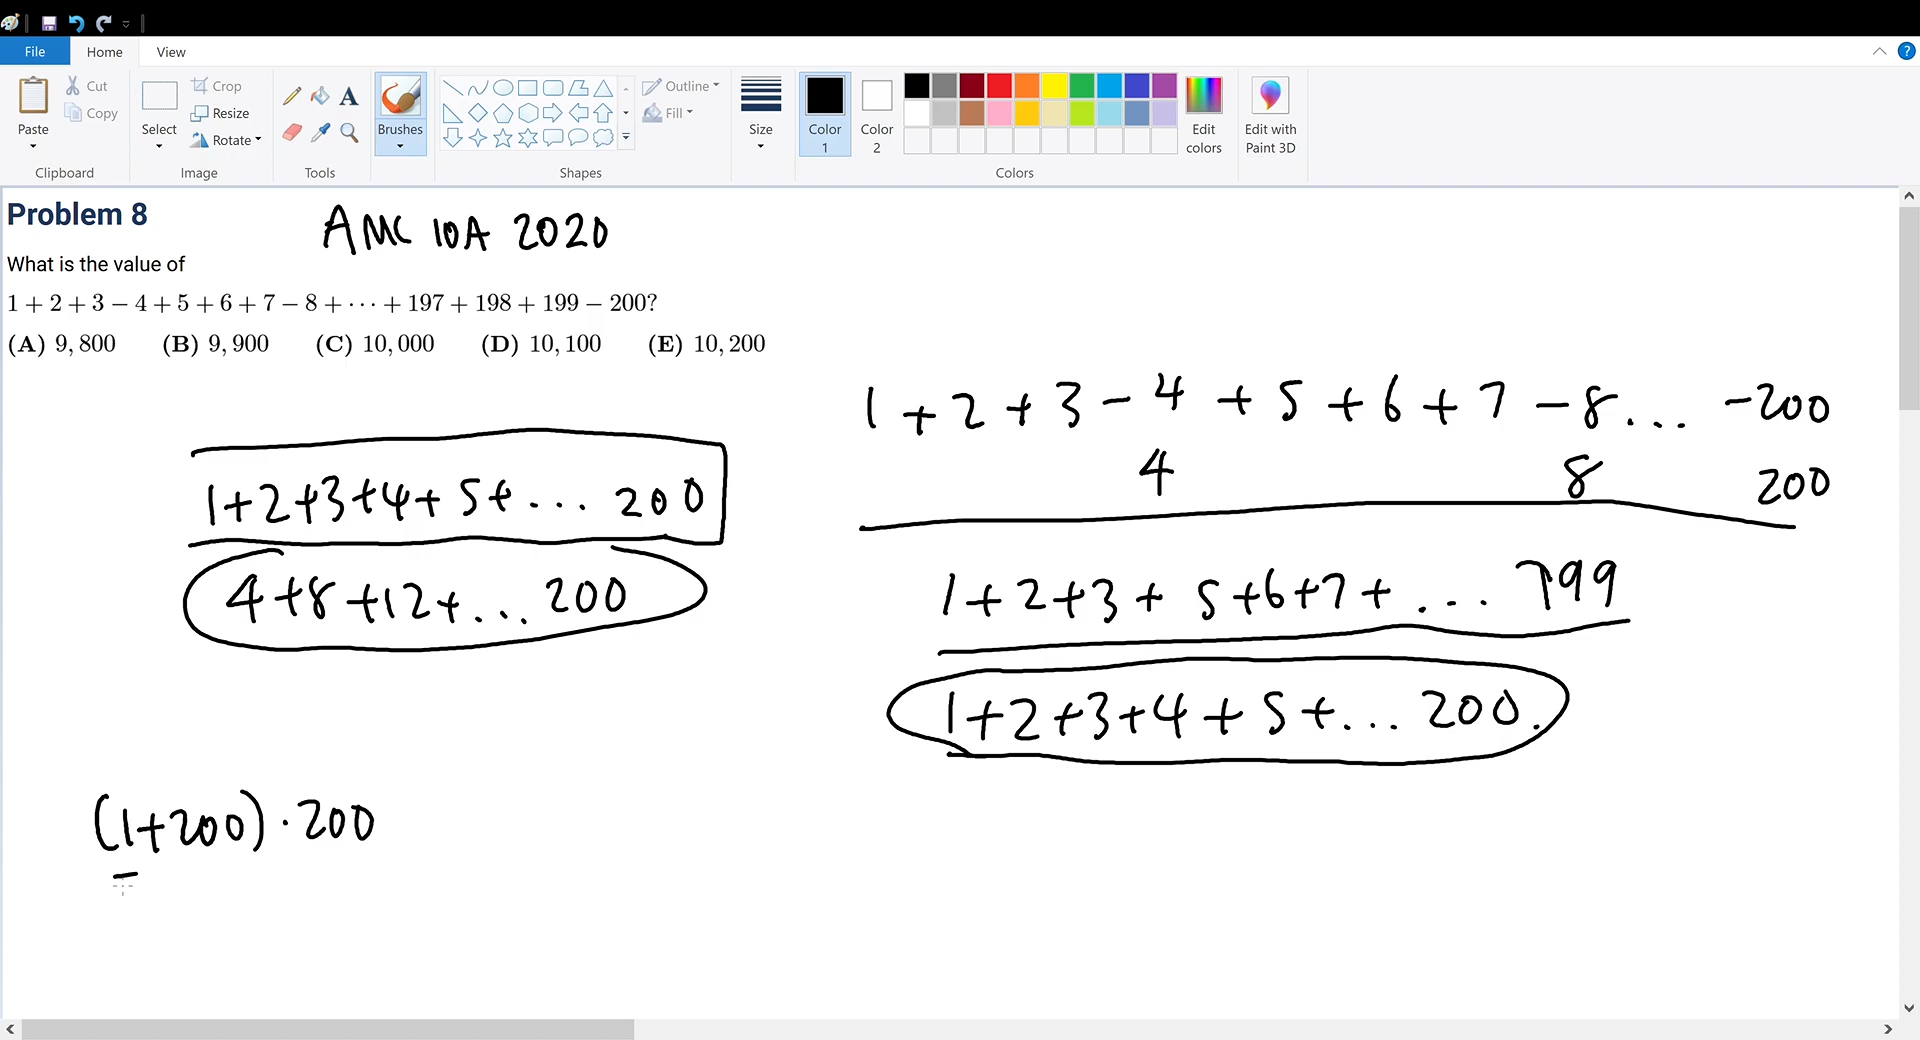 File Home View
Paste Cut Copy Clipboard
Select Crop Resize Rotate Image
A Tools
Brushes
Outline Fill Shapes
Size
Color 1
Color 2
Edit colors
Edit with Paint 3D
Colors
Problem 8
AMC 10A 2020
What is the value of
1 + 2 + 3 − 4 + 5 + 6 + 7 − 8 + ⋯ + 197 + 198 + 199 − 200?
(A) 9,800 (B) 9,900 (C) 10,000 (D) 10,100 (E) 10,200
1 + 2 + 3 − 4 + 5 + 6 + 7 − 8 ... −200
4 8 200
1+2+3+4+5+... 200
4+8+12+... 200
1+2+3+ 5+6+7+ ... 199
1+2+3+4+5+... 200.
(1+200)·200